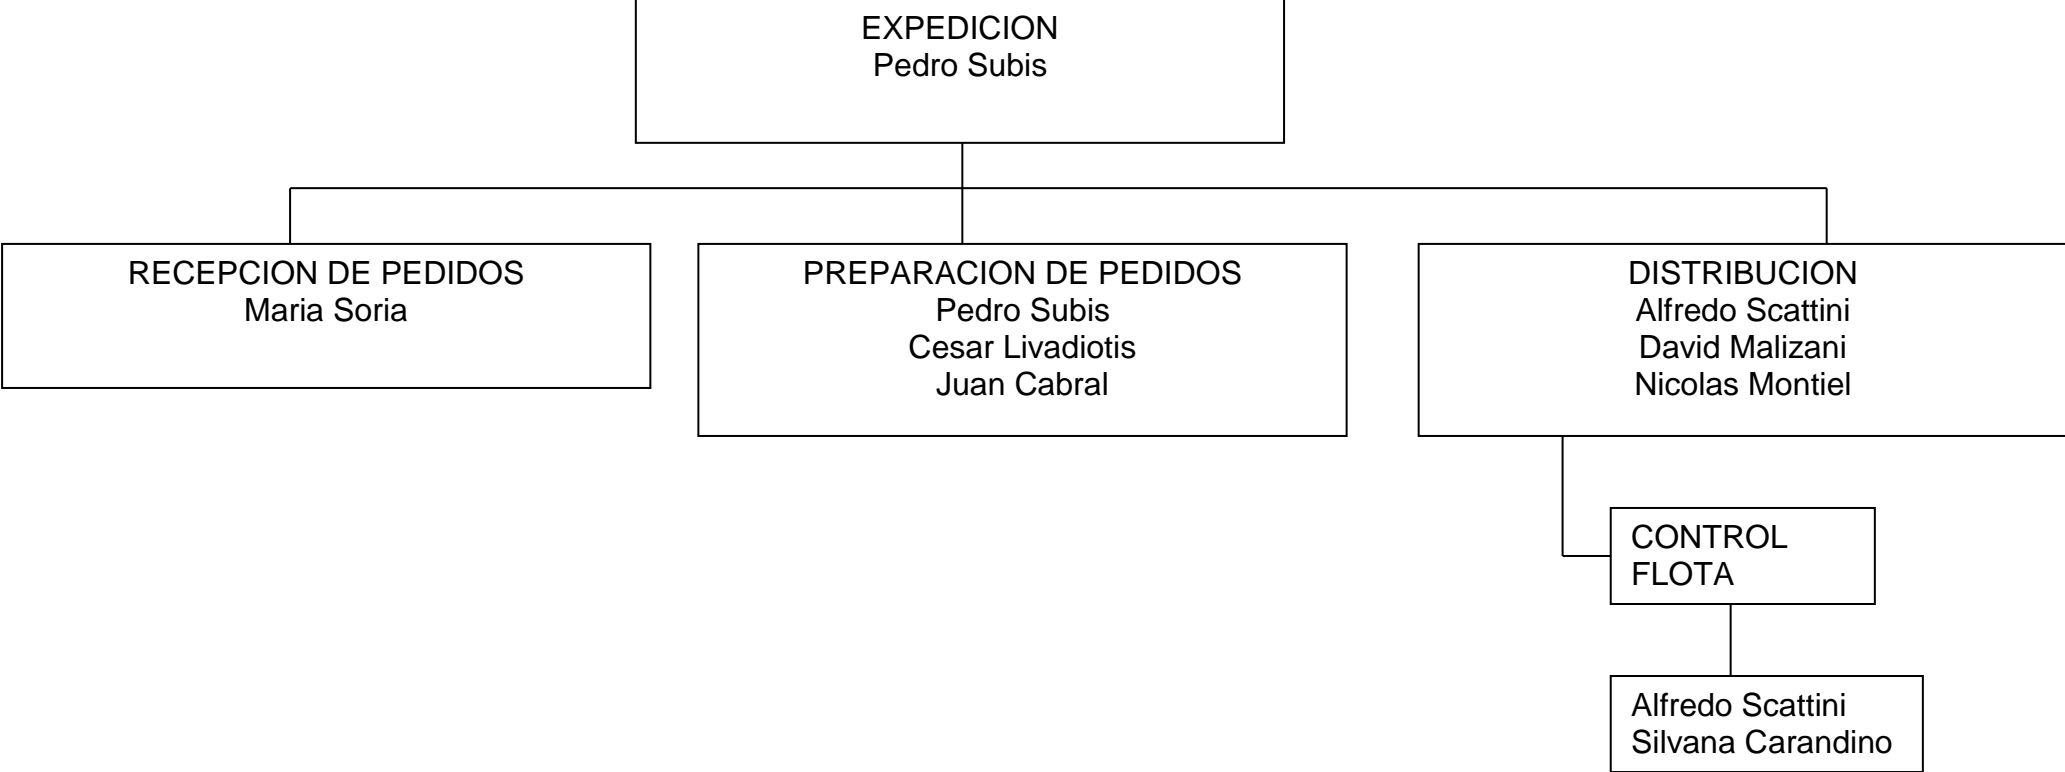 EXPEDICION
Pedro Subis
RECEPCION DE PEDIDOS
Maria Soria
PREPARACION DE PEDIDOS
Pedro Subis
Cesar Livadiotis
Juan Cabral
DISTRIBUCION
Alfredo Scattini
David Malizani
Nicolas Montiel
CONTROL
FLOTA
Alfredo Scattini
Silvana Carandino